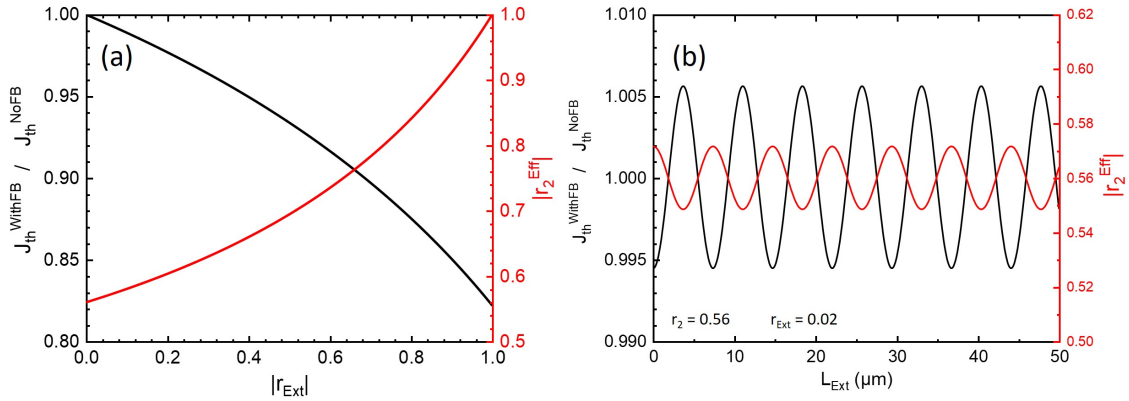 (a)
J_th^WithFB / J_th^NoFB
1.00
0.95
0.90
0.85
0.80
0.0 0.2 0.4 0.6 0.8 1.0
|r_Ext|
1.0
0.9
0.8
0.7
0.6
0.5
|r_2^Eff|
(b)
J_th^WithFB / J_th^NoFB
1.010
1.005
1.000
0.995
0.990
r_2 = 0.56 r_Ext = 0.02
0 10 20 30 40 50
L_Ext (µm)
0.62
0.60
0.58
0.56
0.54
0.52
0.50
|r_2^Eff|